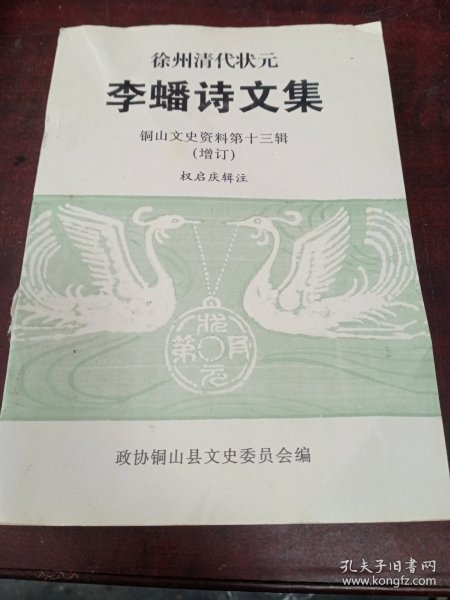 徐州清代状元
李蟠诗文集
铜山文史资料第十三辑
(增订)
权启庆辑注
状
第
元
政协铜山县文史委员会编
孔夫子旧书网
www.kongfz.com